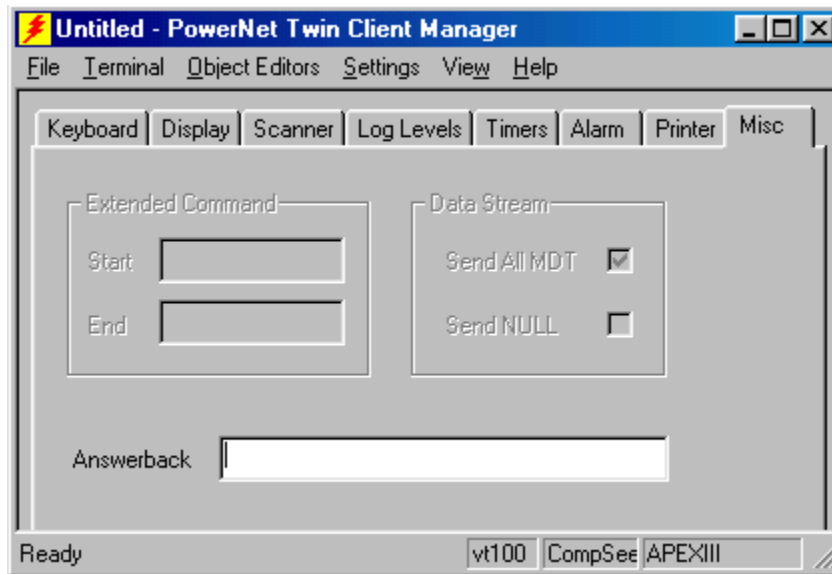 Untitled - PowerNet Twin Client Manager
File Terminal Object Editors Settings View Help
Keyboard Display Scanner Log Levels Timers Alarm Printer Misc
Extended Command
Start
End
Data Stream
Send All MDT
Send NULL
Answerback
Ready vt100 CompSee APEXIII